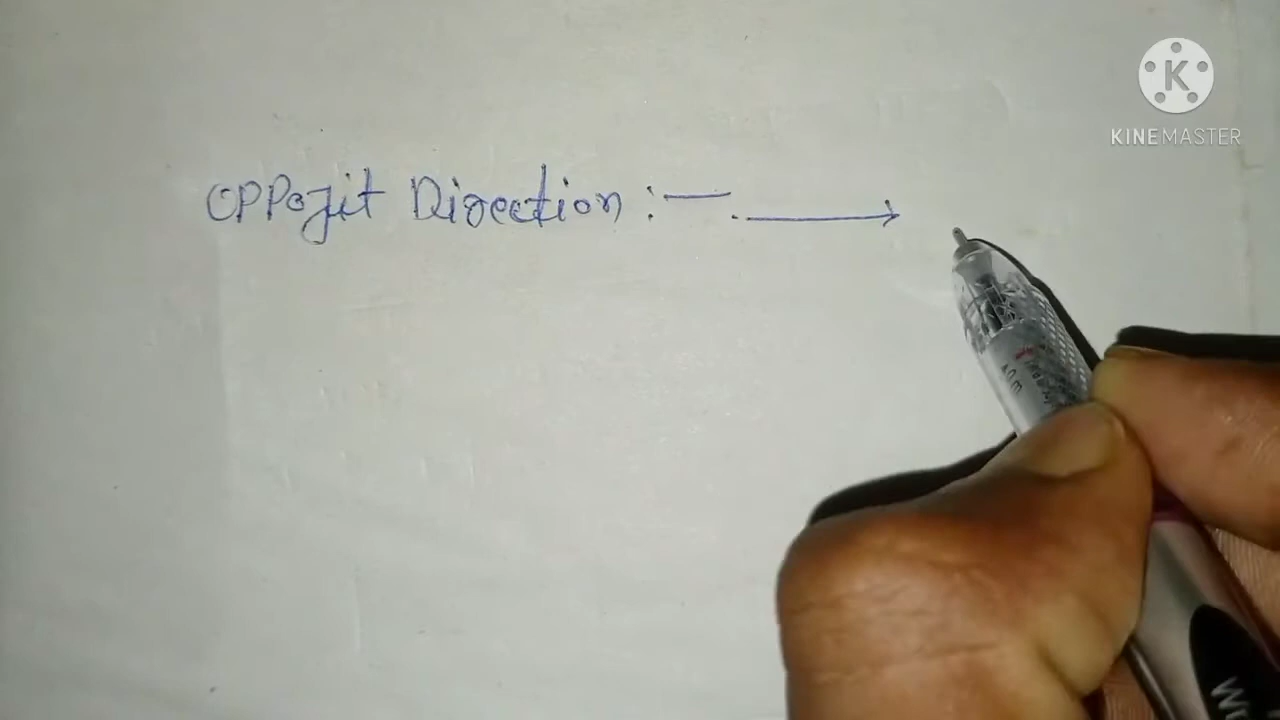 OPPojit Direction :— . →
KINEMASTER